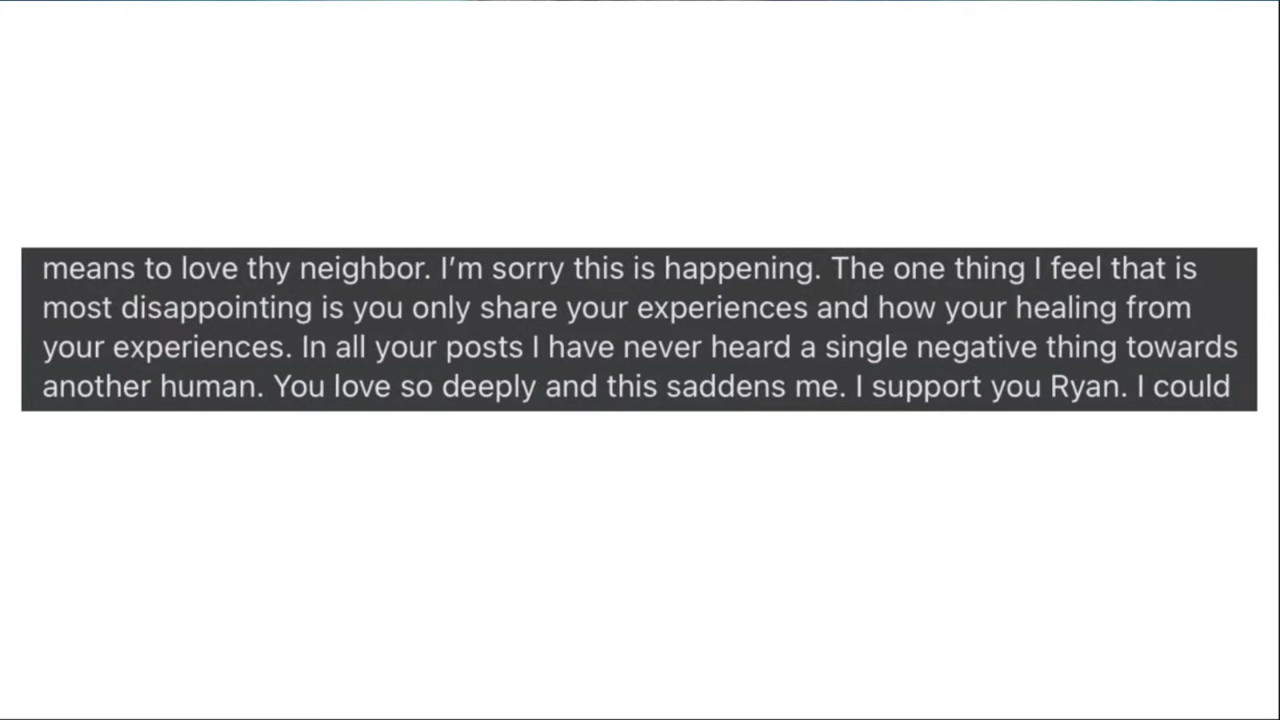 means to love thy neighbor. I’m sorry this is happening. The one thing I feel that is
most disappointing is you only share your experiences and how your healing from
your experiences. In all your posts I have never heard a single negative thing towards
another human. You love so deeply and this saddens me. I support you Ryan. I could